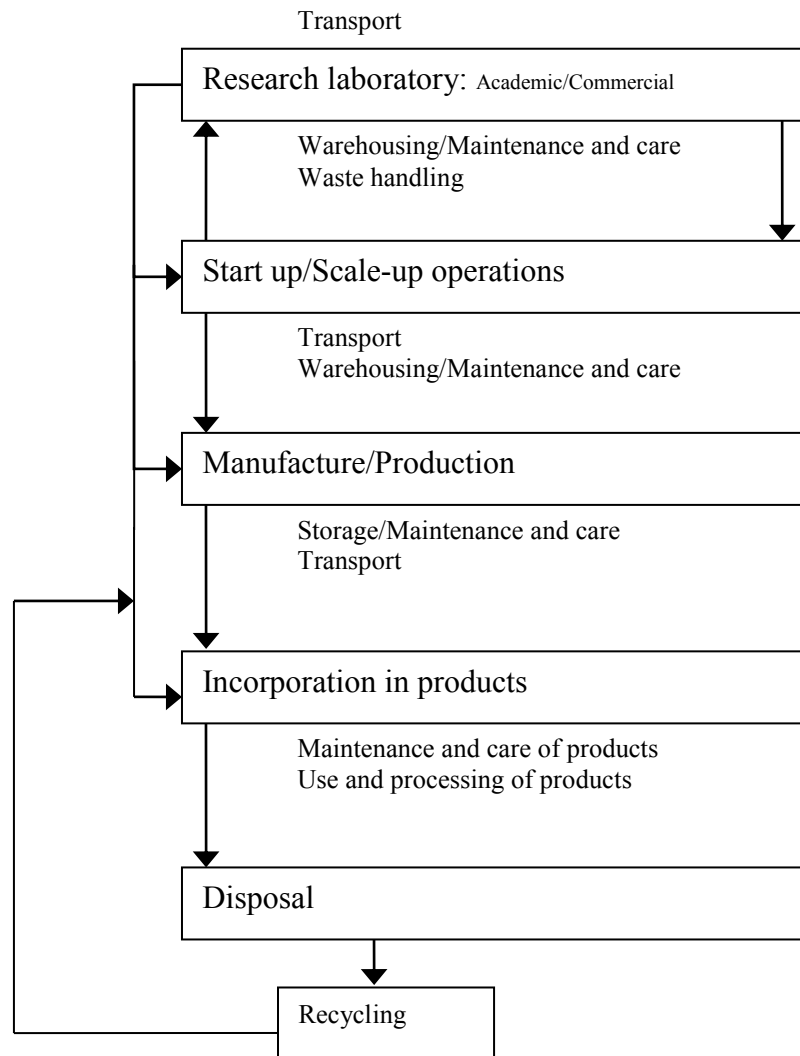 Transport
Research laboratory: Academic/Commercial
Warehousing/Maintenance and care
Waste handling
Start up/Scale-up operations
Transport
Warehousing/Maintenance and care
Manufacture/Production
Storage/Maintenance and care
Transport
Incorporation in products
Maintenance and care of products
Use and processing of products
Disposal
Recycling